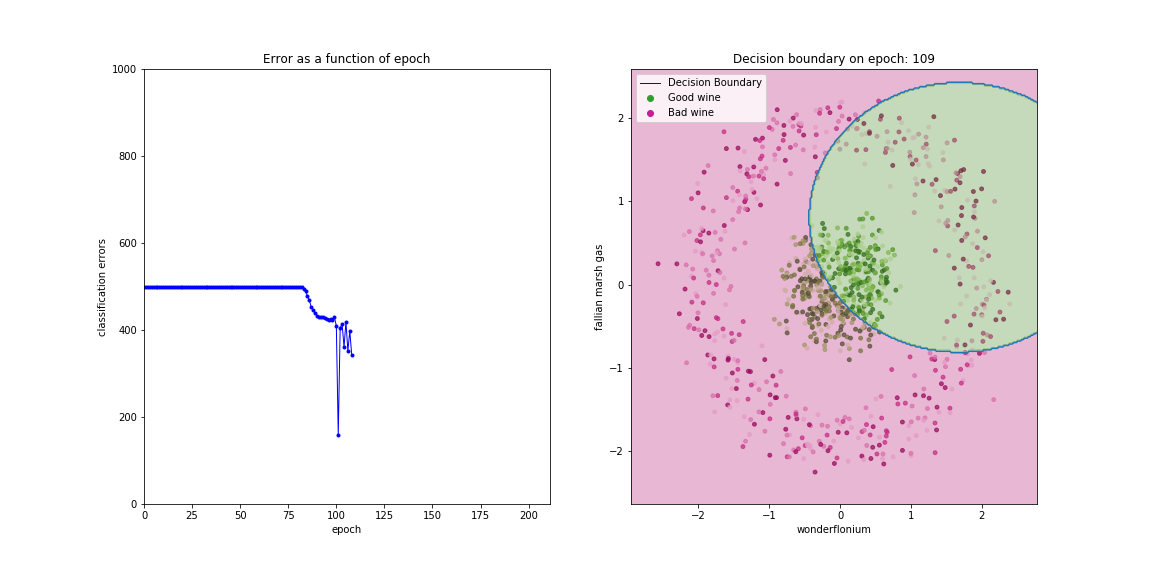 Error as a function of epoch
1000
800
600
400
200
0
classification errors
0 25 50 75 100 125 150 175 200
epoch
Decision boundary on epoch: 109
Decision Boundary
Good wine
Bad wine
2
1
0
−1
−2
fallian marsh gas
−2 −1 0 1 2
wonderflonium